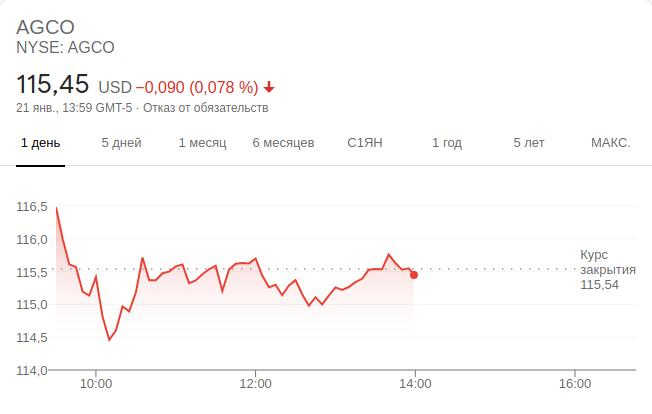 AGCO
NYSE: AGCO
115,45 USD −0,090 (0,078 %)
21 янв., 13:59 GMT-5 · Отказ от обязательств
1 день 5 дней 1 месяц 6 месяцев С1ЯН 1 год 5 лет МАКС.
116,5
116,0
115,5
115,0
114,5
114,0
Курс
закрытия
115,54
10:00 12:00 14:00 16:00